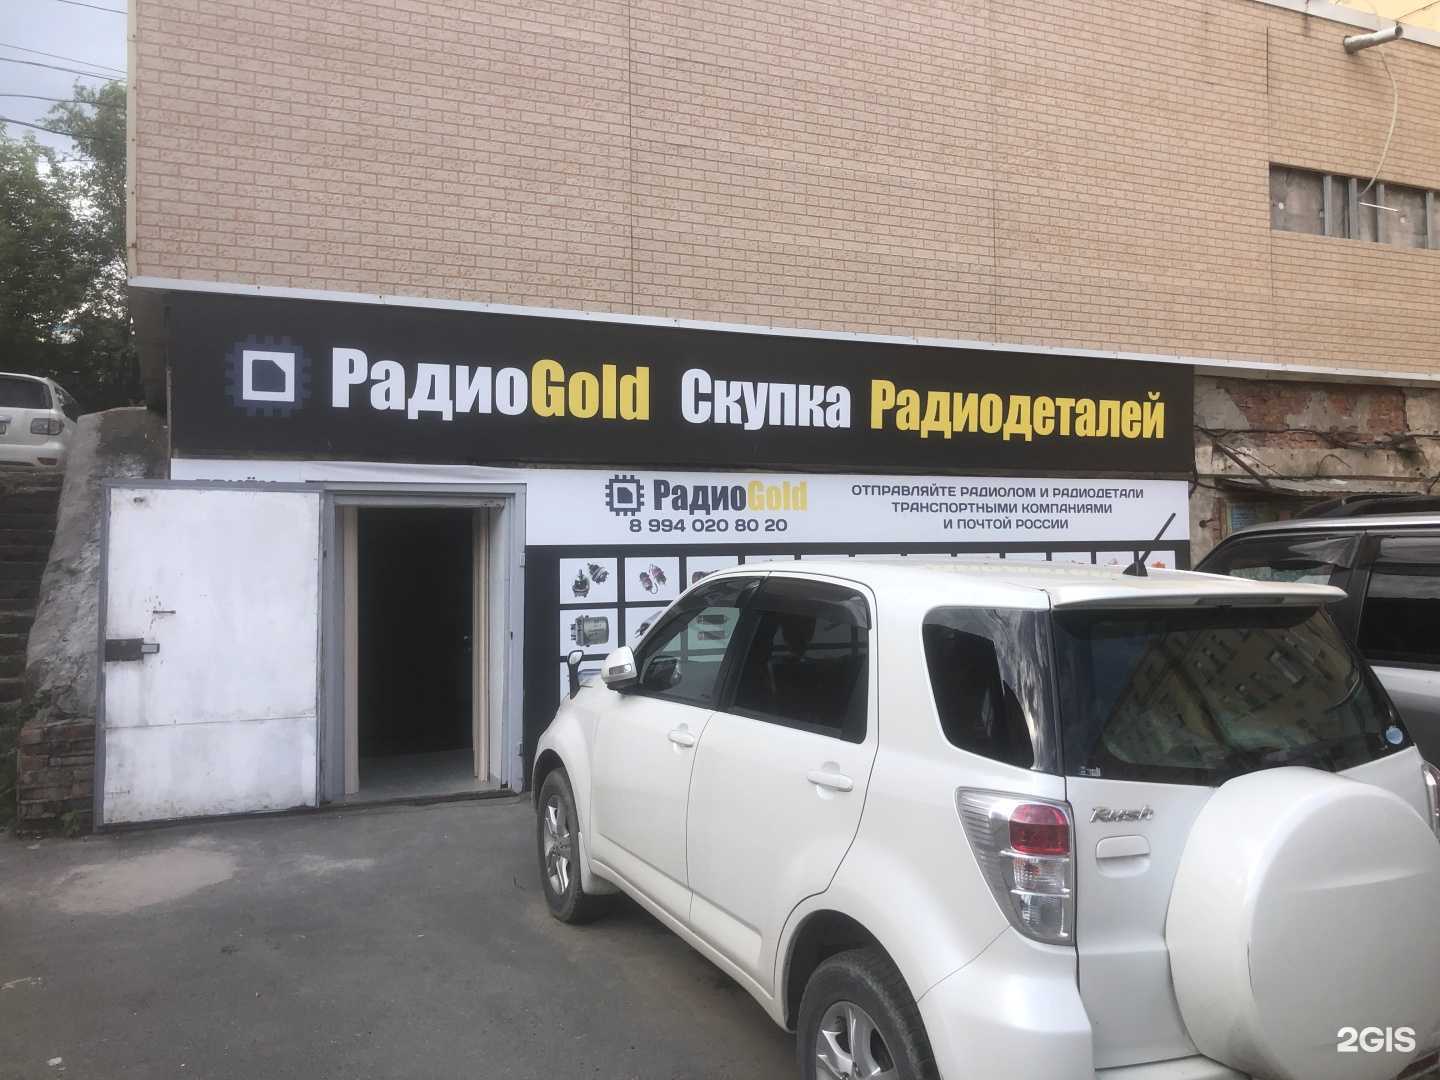 РадиоGold Скупка Радиодеталей
РадиоGold
8 994 020 80 20
ОТПРАВЛЯЙТЕ РАДИОЛОМ И РАДИОДЕТАЛИ
ТРАНСПОРТНЫМИ КОМПАНИЯМИ
И ПОЧТОЙ РОССИИ
Rush
2GIS